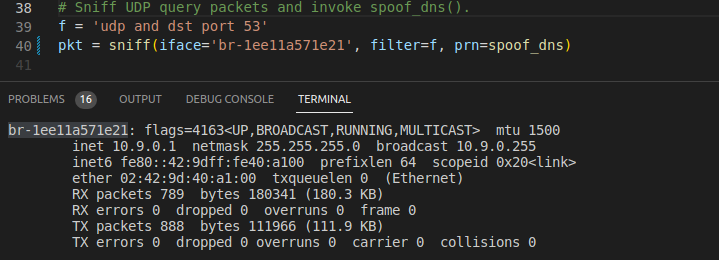 38 # Sniff UDP query packets and invoke spoof_dns().
39 f = 'udp and dst port 53'
40 pkt = sniff(iface='br-1ee11a571e21', filter=f, prn=spoof_dns)
41
PROBLEMS 16 OUTPUT DEBUG CONSOLE TERMINAL
br-1ee11a571e21: flags=4163<UP,BROADCAST,RUNNING,MULTICAST>  mtu 1500
        inet 10.9.0.1  netmask 255.255.255.0  broadcast 10.9.0.255
        inet6 fe80::42:9dff:fe40:a100  prefixlen 64  scopeid 0x20<link>
        ether 02:42:9d:40:a1:00  txqueuelen 0  (Ethernet)
        RX packets 789  bytes 180341 (180.3 KB)
        RX errors 0  dropped 0  overruns 0  frame 0
        TX packets 888  bytes 111966 (111.9 KB)
        TX errors 0  dropped 0 overruns 0  carrier 0  collisions 0